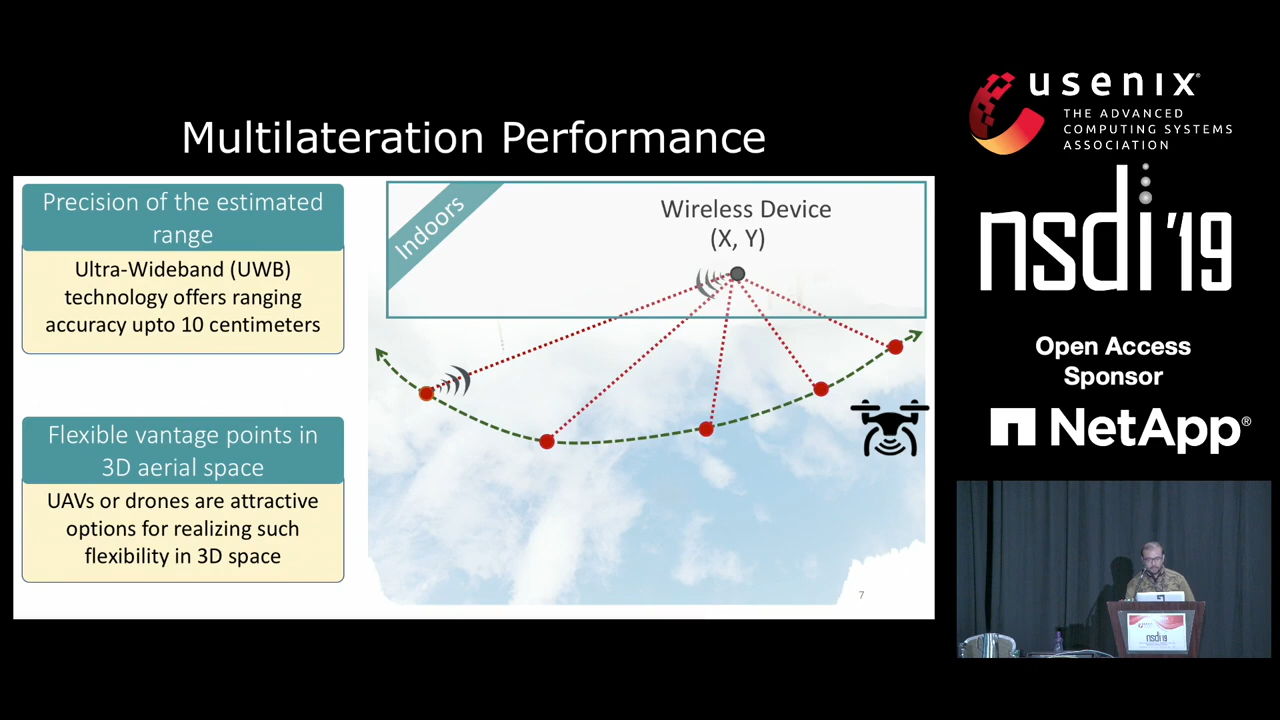 Multilateration Performance
Precision of the estimated
range
Ultra-Wideband (UWB)
technology offers ranging
accuracy upto 10 centimeters
Flexible vantage points in
3D aerial space
UAVs or drones are attractive
options for realizing such
flexibility in 3D space
Indoors
Wireless Device
(X, Y)
7
usenix®
THE ADVANCED
COMPUTING SYSTEMS
ASSOCIATION
nsdi '19
Open Access
Sponsor
NetApp®
nsdi19